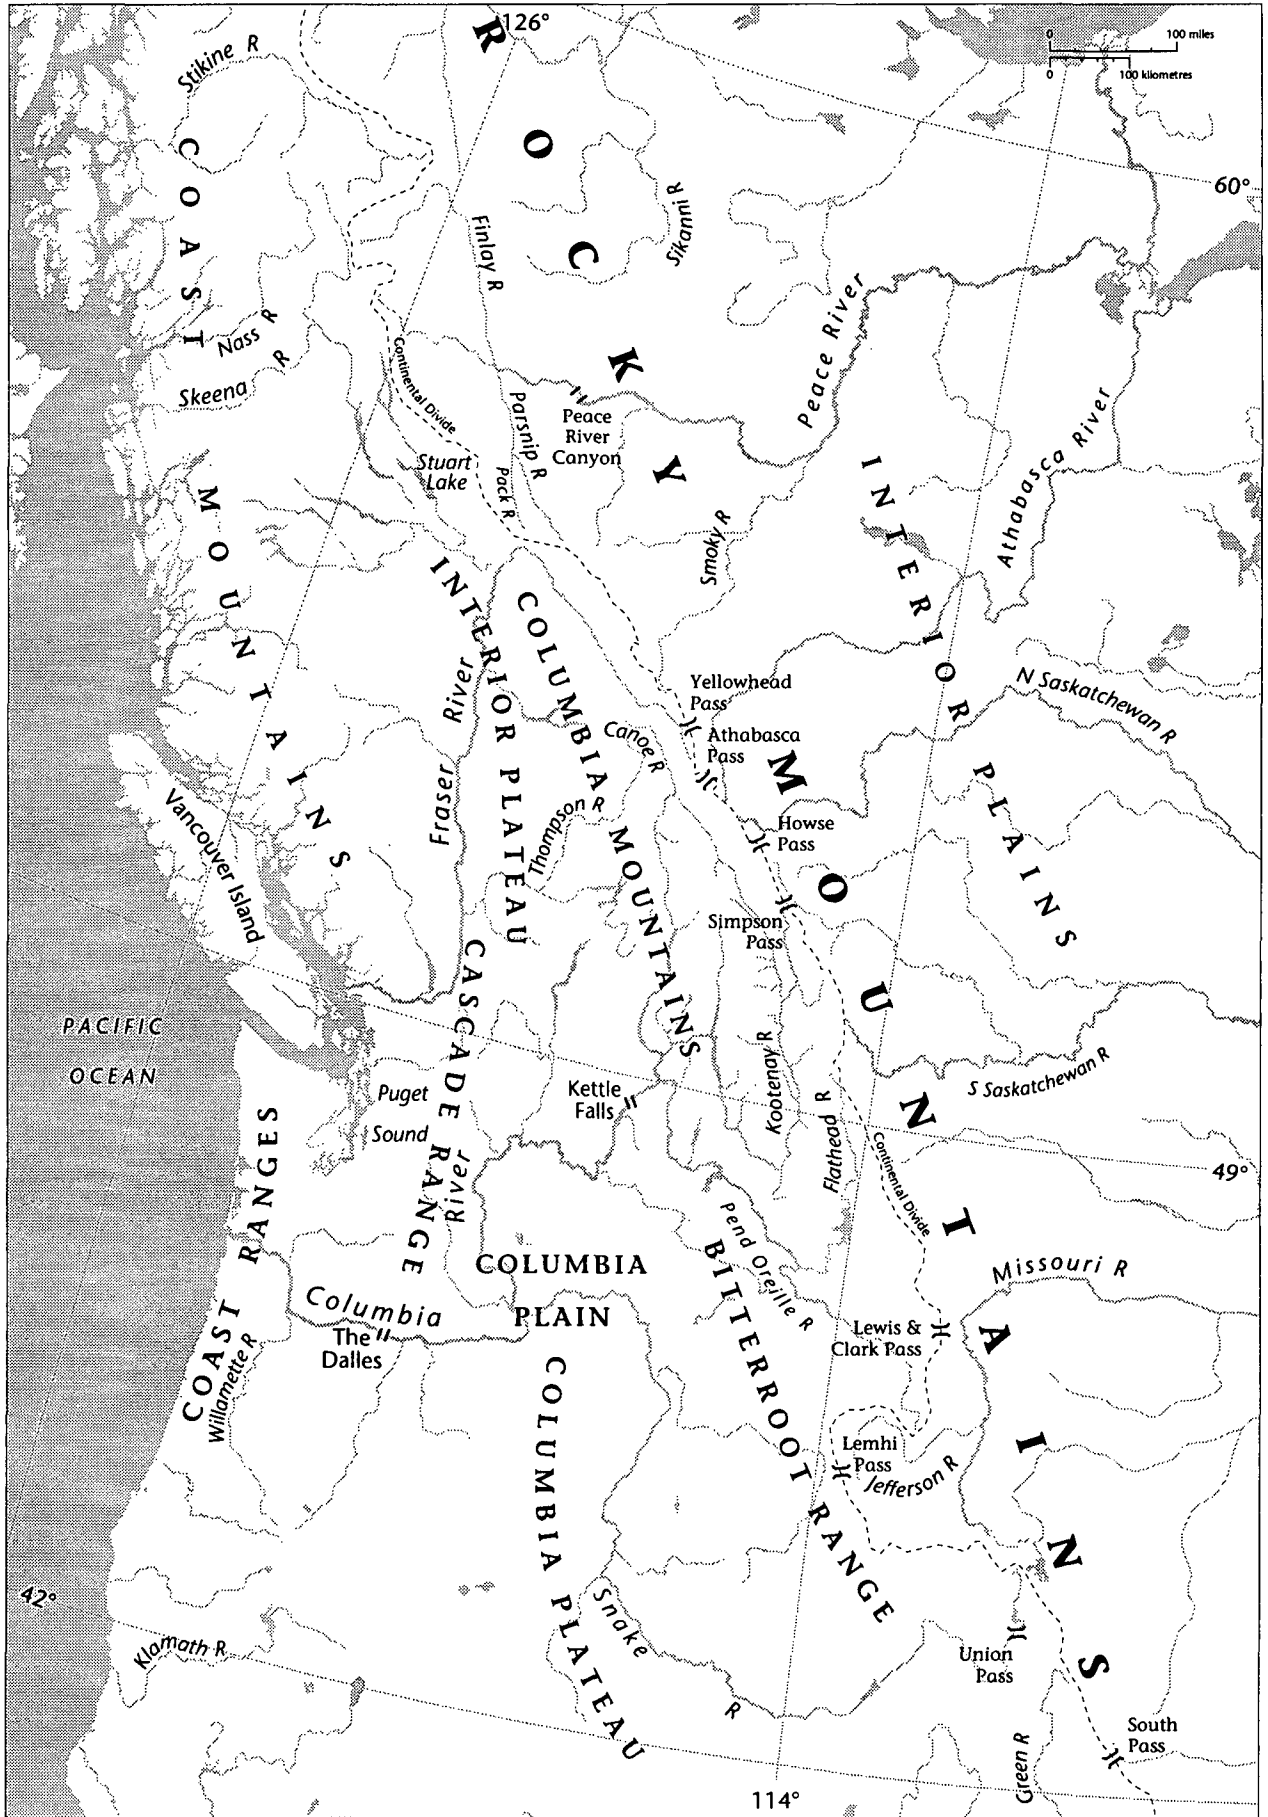 126°
0 100 miles
0 100 kilometres
60°
Stikine R
ROCKY MOUNTAINS
COAST MOUNTAINS
Sikanni R
Finlay R
Nass R
Skeena R
Continental Divide
Peace River
Parsnip R
Peace
River
Canyon
Stuart
Lake
Pack R
Athabasca River
INTERIOR PLAINS
Smoky R
INTERIOR PLATEAU
COLUMBIA MOUNTAINS
Fraser River
Yellowhead
Pass
N Saskatchewan R
Athabasca
Pass
Canoe R
Thompson R
Howse
Pass
Vancouver Island
Simpson
Pass
CASCADE RANGE
PACIFIC
OCEAN
Puget
Sound
Kettle
Falls
Kootenay R
Flathead R
S Saskatchewan R
Continental Divide
49°
COAST RANGES
Columbia River
COLUMBIA
PLAIN
Pend Oreille R
BITTERROOT RANGE
Missouri R
The
Dalles
Willamette R
Lewis &
Clark Pass
COLUMBIA PLATEAU
Lemhi
Pass
Jefferson R
42°
Snake R
Klamath R
Union
Pass
South
Pass
Green R
114°